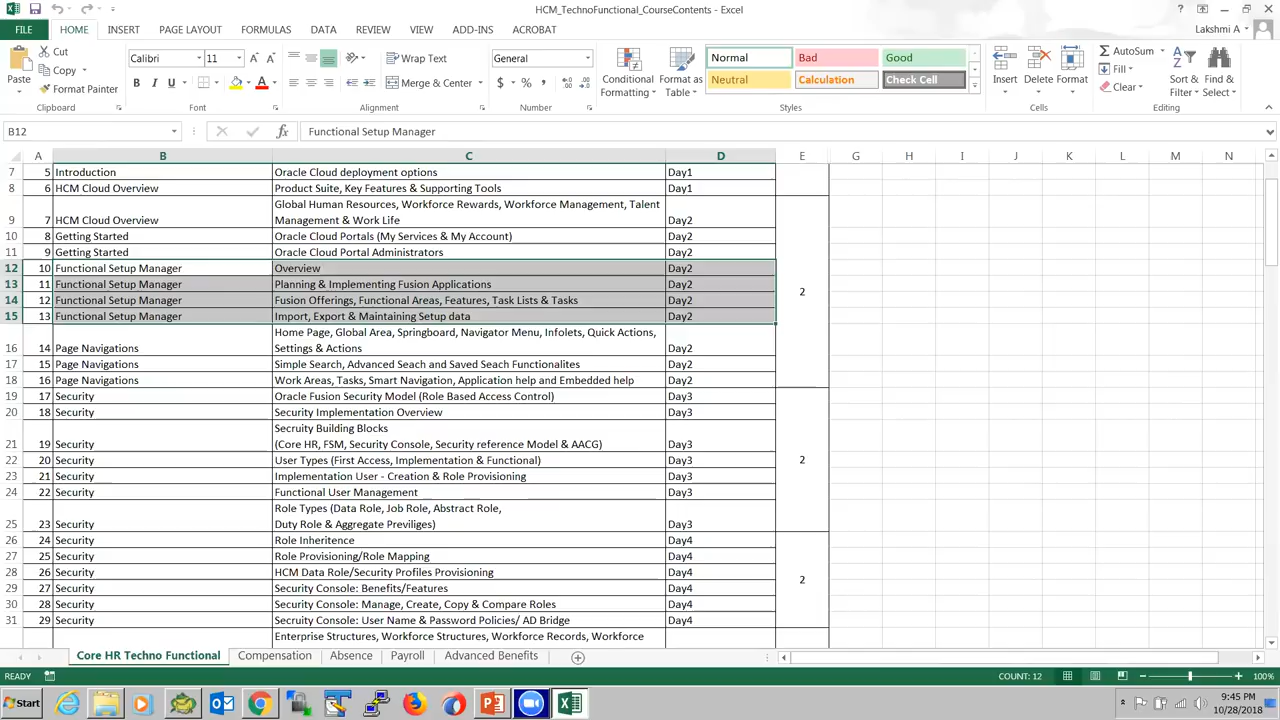 HCM_TechnoFunctional_CourseContents - Excel
FILE HOME INSERT PAGE LAYOUT FORMULAS DATA REVIEW VIEW ADD-INS ACROBAT Lakshmi A
Paste Cut Copy Format Painter Clipboard
Calibri 11 B I U Font
Wrap Text Merge & Center Alignment
General $ % Number
Conditional Formatting Format as Table
Normal Bad Good
Neutral Calculation Check Cell
Styles
Insert Delete Format Cells
AutoSum Fill Clear Sort & Filter Find & Select Editing
B12 fx Functional Setup Manager
A B C D E G H I J K L M N
7 5 Introduction Oracle Cloud deployment options Day1
8 6 HCM Cloud Overview Product Suite, Key Features & Supporting Tools Day1
Global Human Resources, Workforce Rewards, Workforce Management, Talent
9 7 HCM Cloud Overview Management & Work Life Day2
10 8 Getting Started Oracle Cloud Portals (My Services & My Account) Day2
11 9 Getting Started Oracle Cloud Portal Administrators Day2
12 10 Functional Setup Manager Overview Day2
13 11 Functional Setup Manager Planning & Implementing Fusion Applications Day2 2
14 12 Functional Setup Manager Fusion Offerings, Functional Areas, Features, Task Lists & Tasks Day2
15 13 Functional Setup Manager Import, Export & Maintaining Setup data Day2
Home Page, Global Area, Springboard, Navigator Menu, Infolets, Quick Actions,
16 14 Page Navigations Settings & Actions Day2
17 15 Page Navigations Simple Search, Advanced Seach and Saved Seach Functionalites Day2
18 16 Page Navigations Work Areas, Tasks, Smart Navigation, Application help and Embedded help Day2
19 17 Security Oracle Fusion Security Model (Role Based Access Control) Day3
20 18 Security Smcurity Implementation Overview Day3
Secruity Building Blocks
21 19 Security (Core HR, FSM, Security Console, Security reference Model & AACG) Day3
22 20 Security User Types (First Access, Implementation & Functional) Day3 2
23 21 Security Implementation User - Creation & Role Provisioning Day3
24 22 Security Functional User Management Day3
Role Types (Data Role, Job Role, Abstract Role,
25 23 Security Duty Role & Aggregate Previliges) Day3
26 24 Security Role Inheritence Day4
27 25 Security Role Provisioning/Role Mapping Day4
28 26 Security HCM Data Role/Security Profiles Provisioning Day4 2
29 27 Security Security Console: Benefits/Features Day4
30 28 Security Security Console: Manage, Create, Copy & Compare Roles Day4
31 29 Security Secruity Console: User Name & Password Policies/ AD Bridge Day4
Enterprise Structures, Workforce Structures, Workforce Records, Workforce
Core HR Techno Functional Compensation Absence Payroll Advanced Benefits
READY COUNT: 12 100%
Start 9:45 PM
10/28/2018